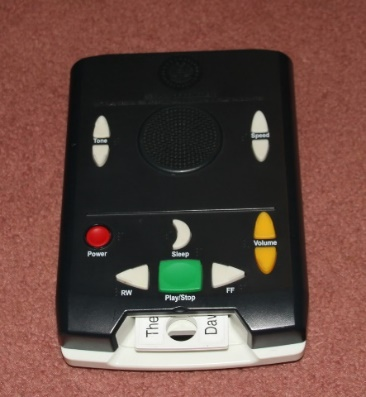 Tone
Speed
Power
Sleep
Volume
RW
Play/Stop
FF
The
Dav